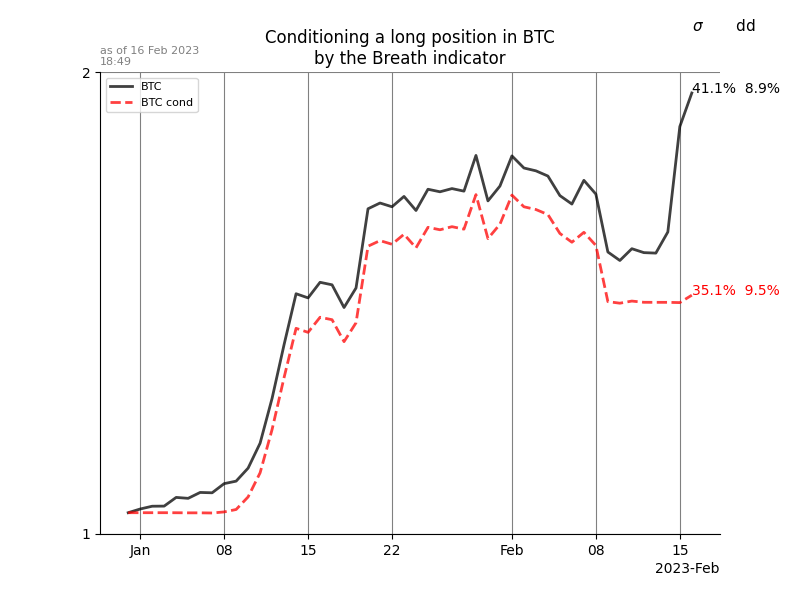 σ dd
Conditioning a long position in BTC
by the Breath indicator
as of 16 Feb 2023
18:49
2
BTC
BTC cond
41.1% 8.9%
35.1% 9.5%
1
Jan 08 15 22 Feb 08 15
2023-Feb